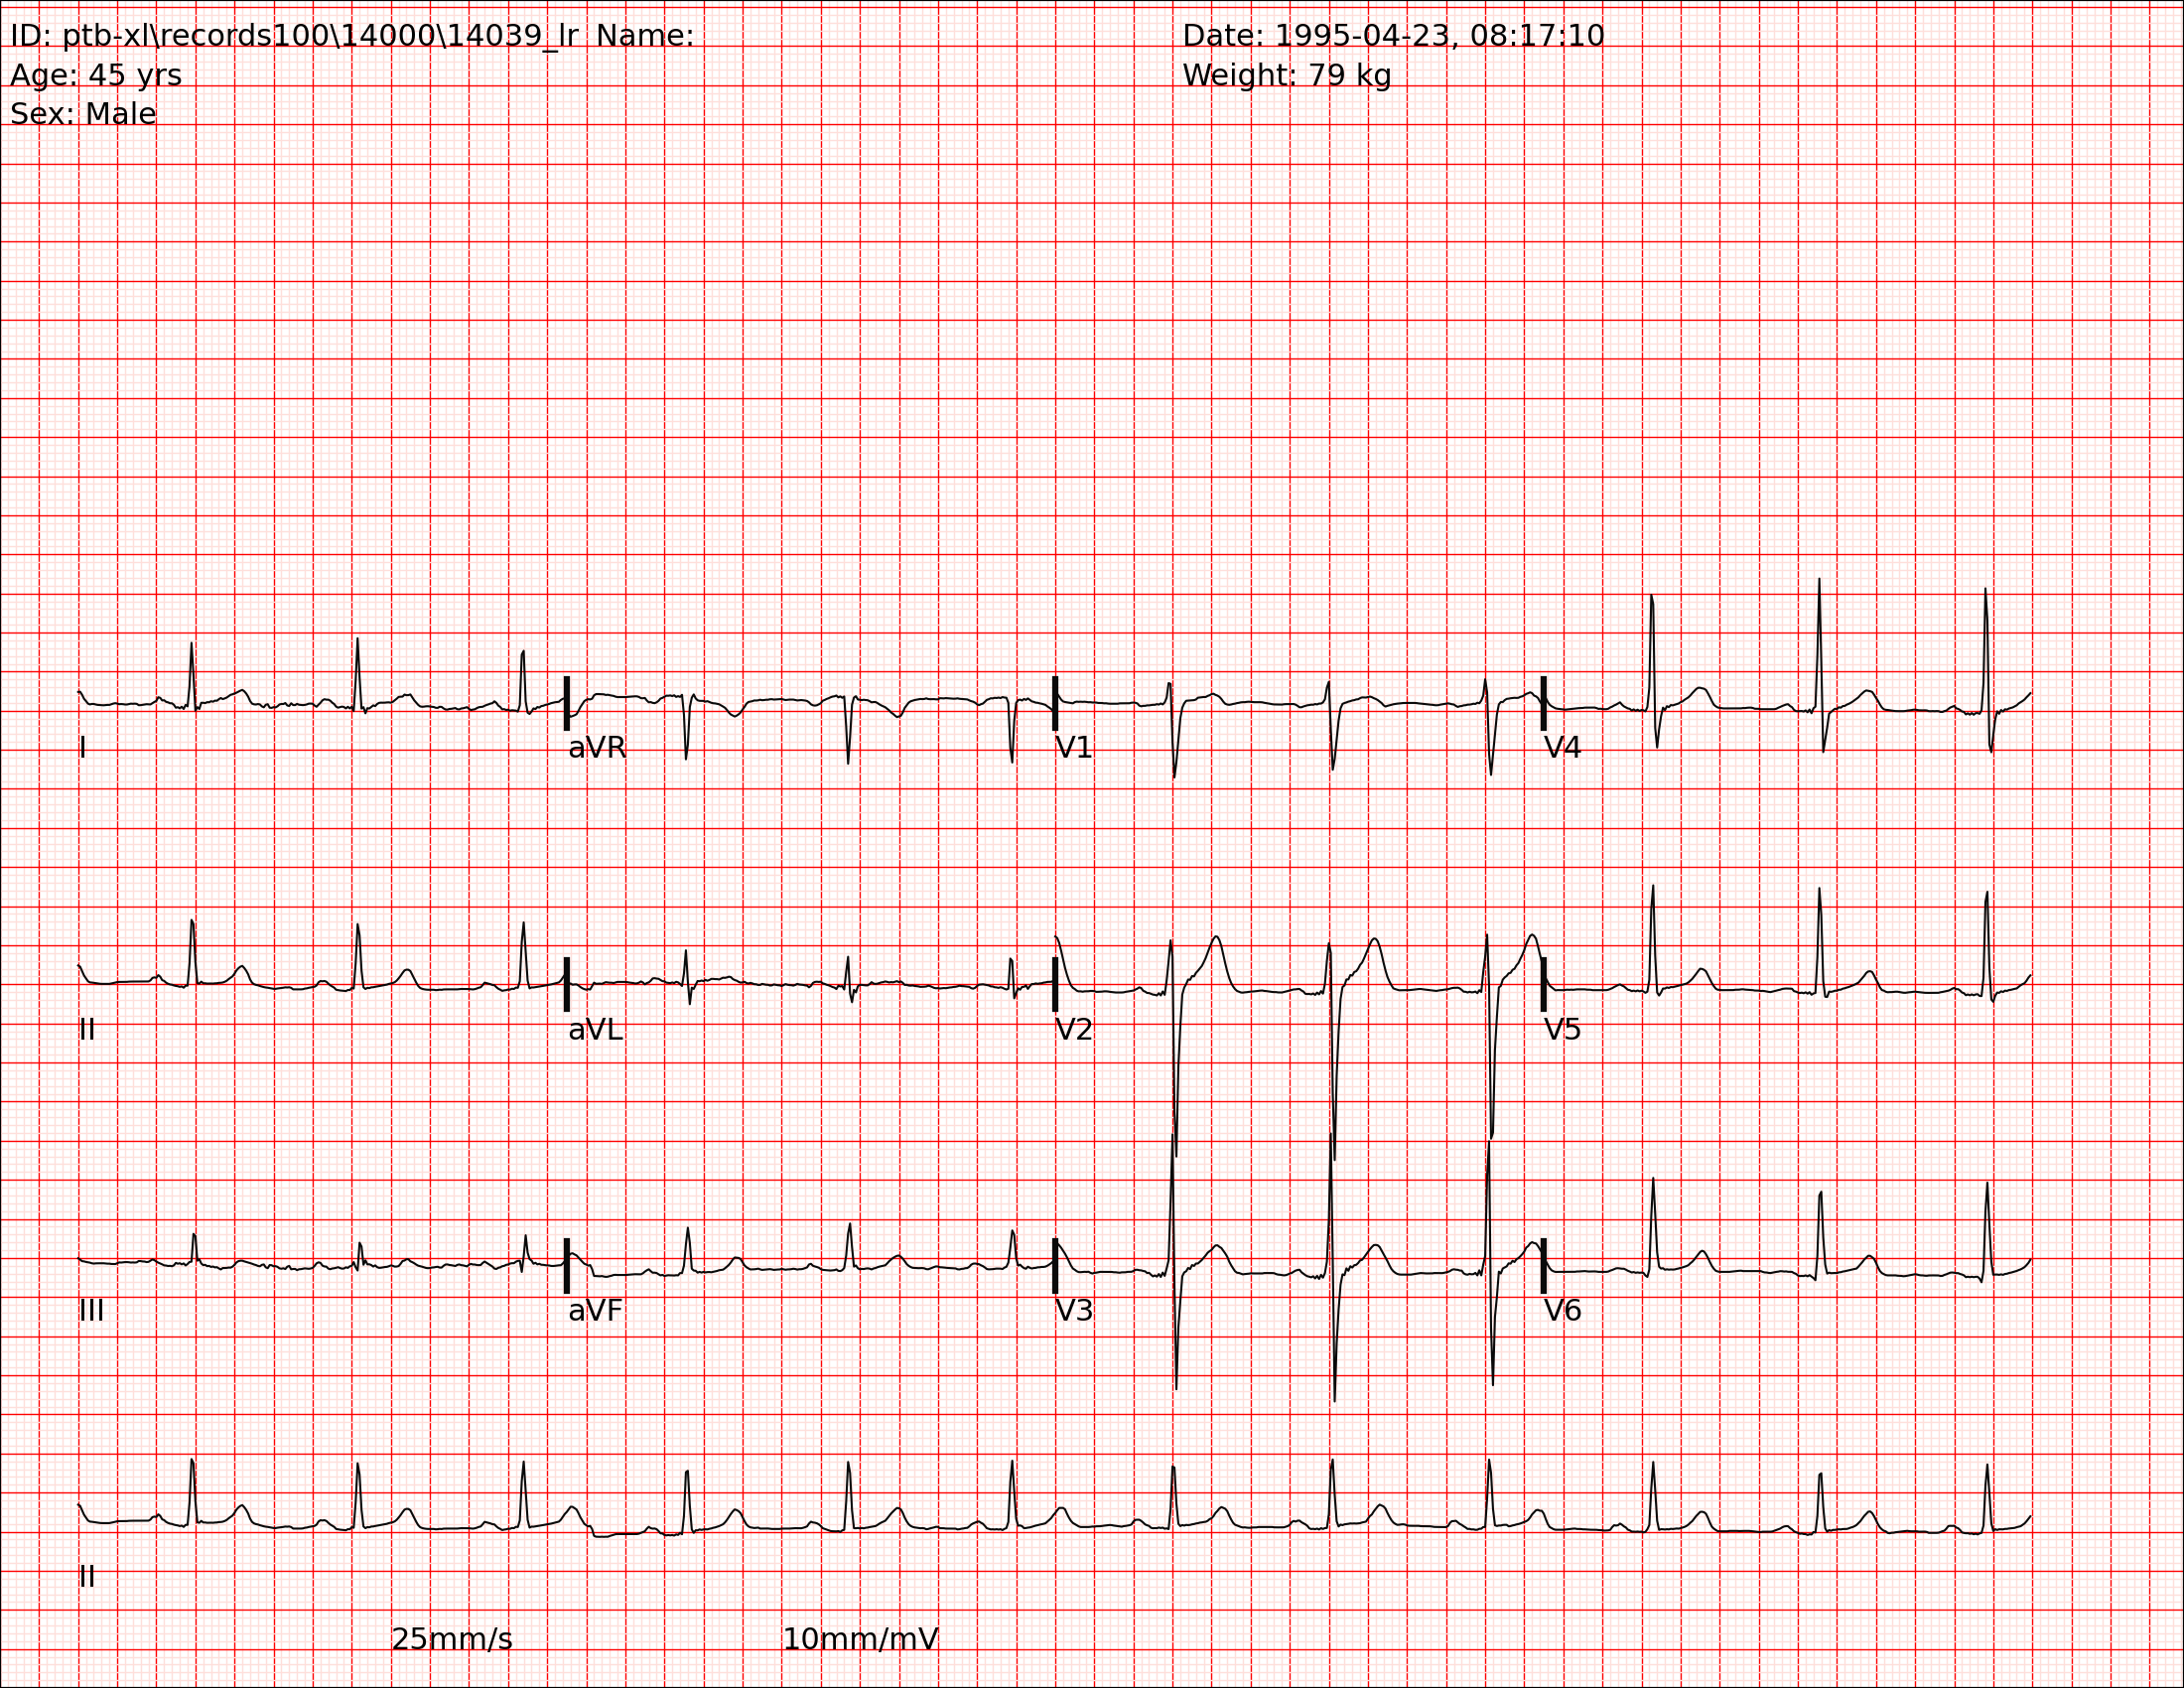 ID: ptb-xl\records100\14000\14039_lr  Name:
Date: 1995-04-23, 08:17:10
Age: 45 yrs
Weight: 79 kg
Sex: Male
I
aVR
V1
V4
II
aVL
V2
V5
III
aVF
V3
V6
II
25mm/s
10mm/mV